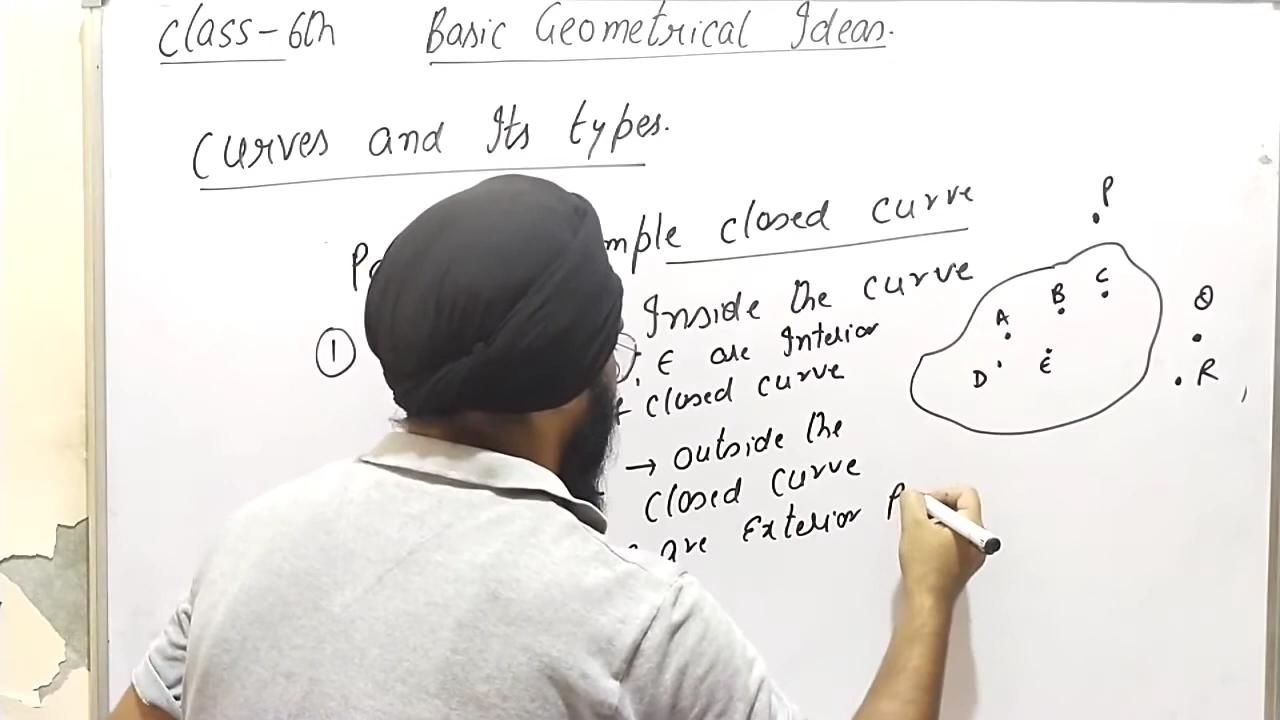 Class-6th Basic Geometrical Ideas.
Curves and Its types.
closed curve
Inside the curve
E are Interior
closed curve
→ outside the
closed curve
are Exterior
①
P
A
B
C
D
E
Q
R